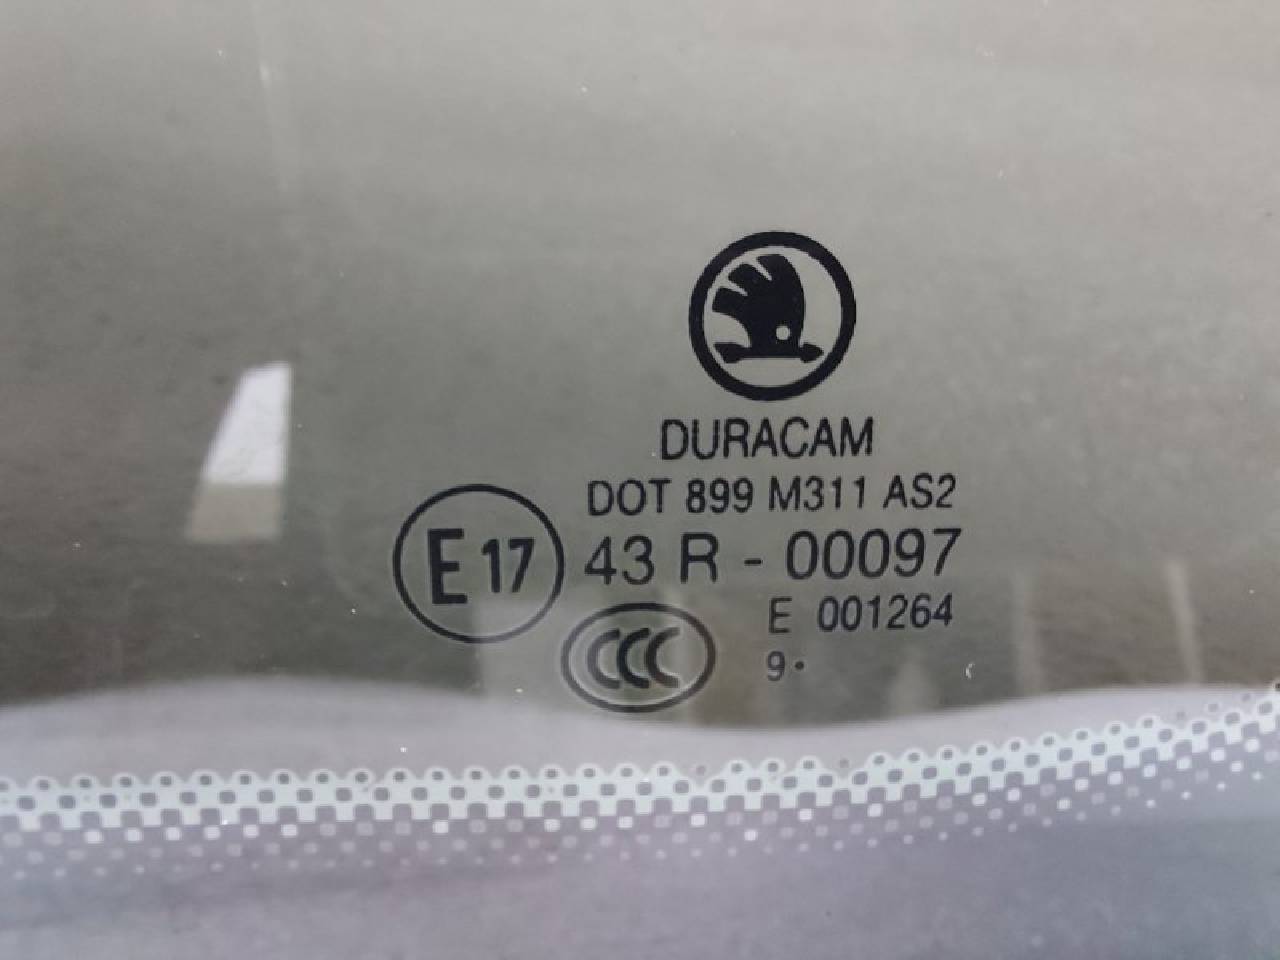 DURACAM
DOT 899 M311 AS2
E 17 43 R - 00097
E 001264
CCC 9·